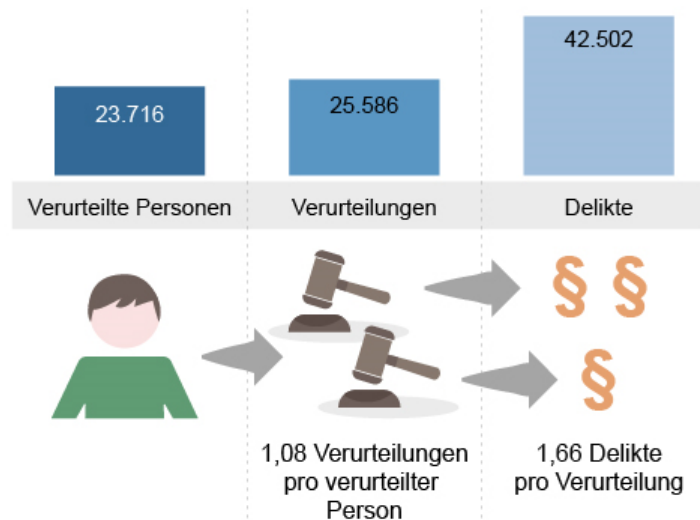 23.716
25.586
42.502
Verurteilte Personen
Verurteilungen
Delikte
§ §
§
1,08 Verurteilungen
pro verurteilter
Person
1,66 Delikte
pro Verurteilung